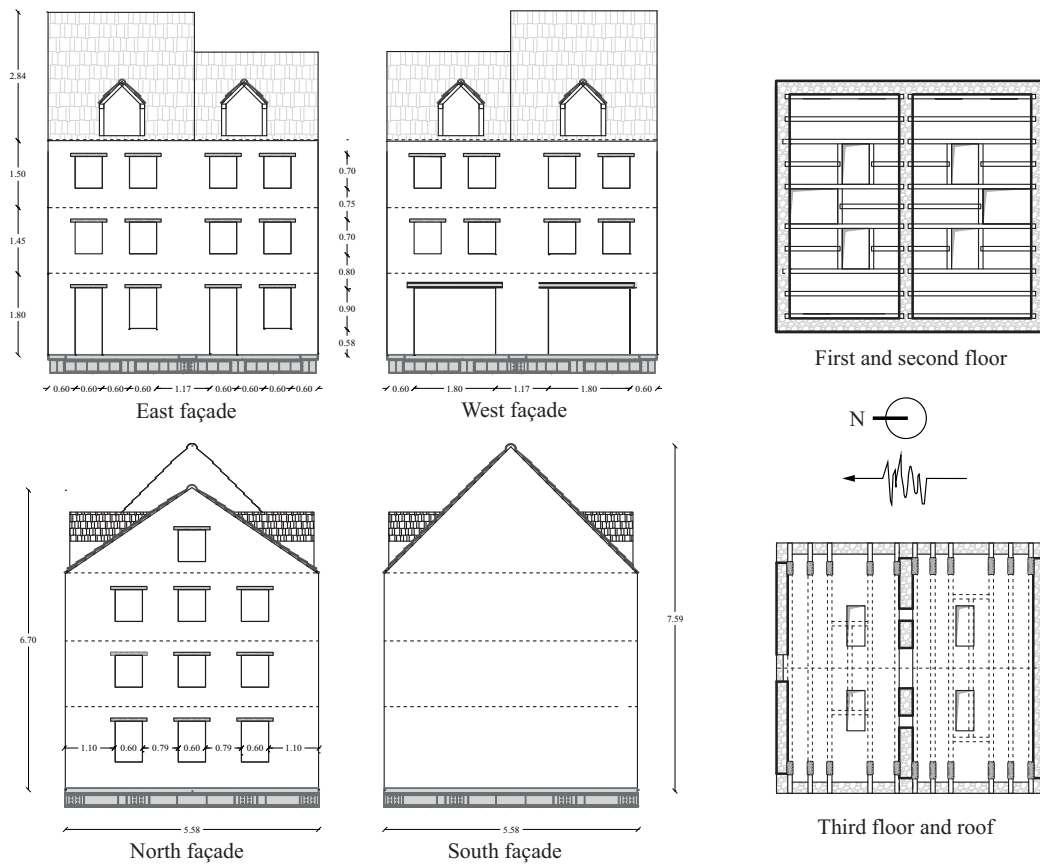 2.84
1.50
1.45
1.80
0.60 0.60 0.60 0.60 1.17 0.60 0.60 0.60 0.60
East façade
0.70
0.75
0.70
0.80
0.90
0.58
0.60 1.80 1.17 1.80 0.60
West façade
First and second floor
N
6.70
1.10 0.60 0.79 0.60 0.79 0.60 1.10
5.58
North façade
7.59
5.58
South façade
Third floor and roof